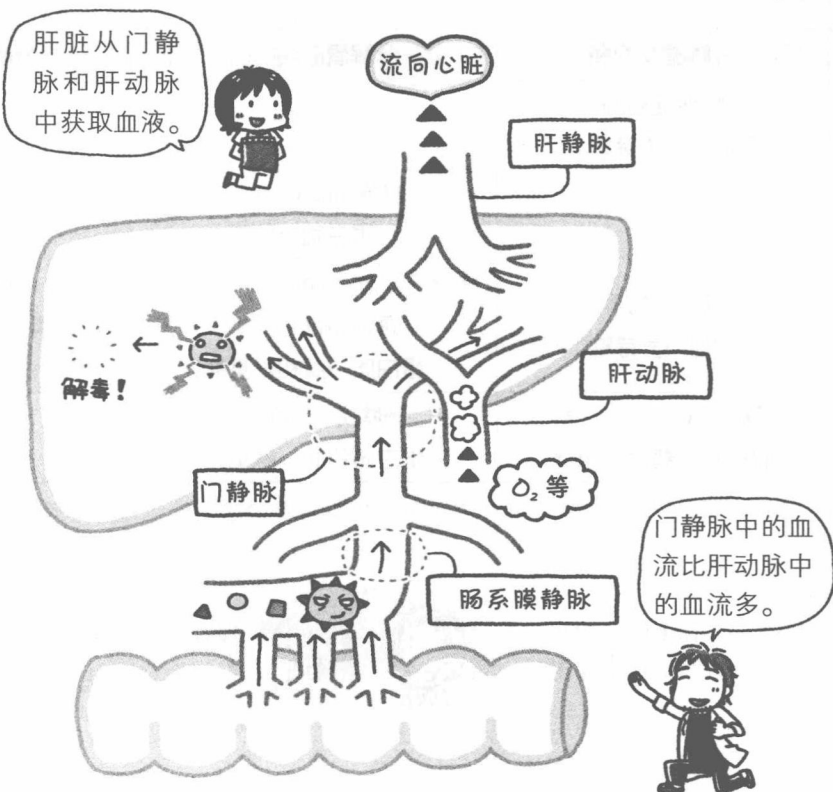 肝脏从门静
脉和肝动脉
中获取血液。
流向心脏
肝静脉
解毒！
肝动脉
门静脉
O₂等
肠系膜静脉
门静脉中的血
流比肝动脉中
的血流多。